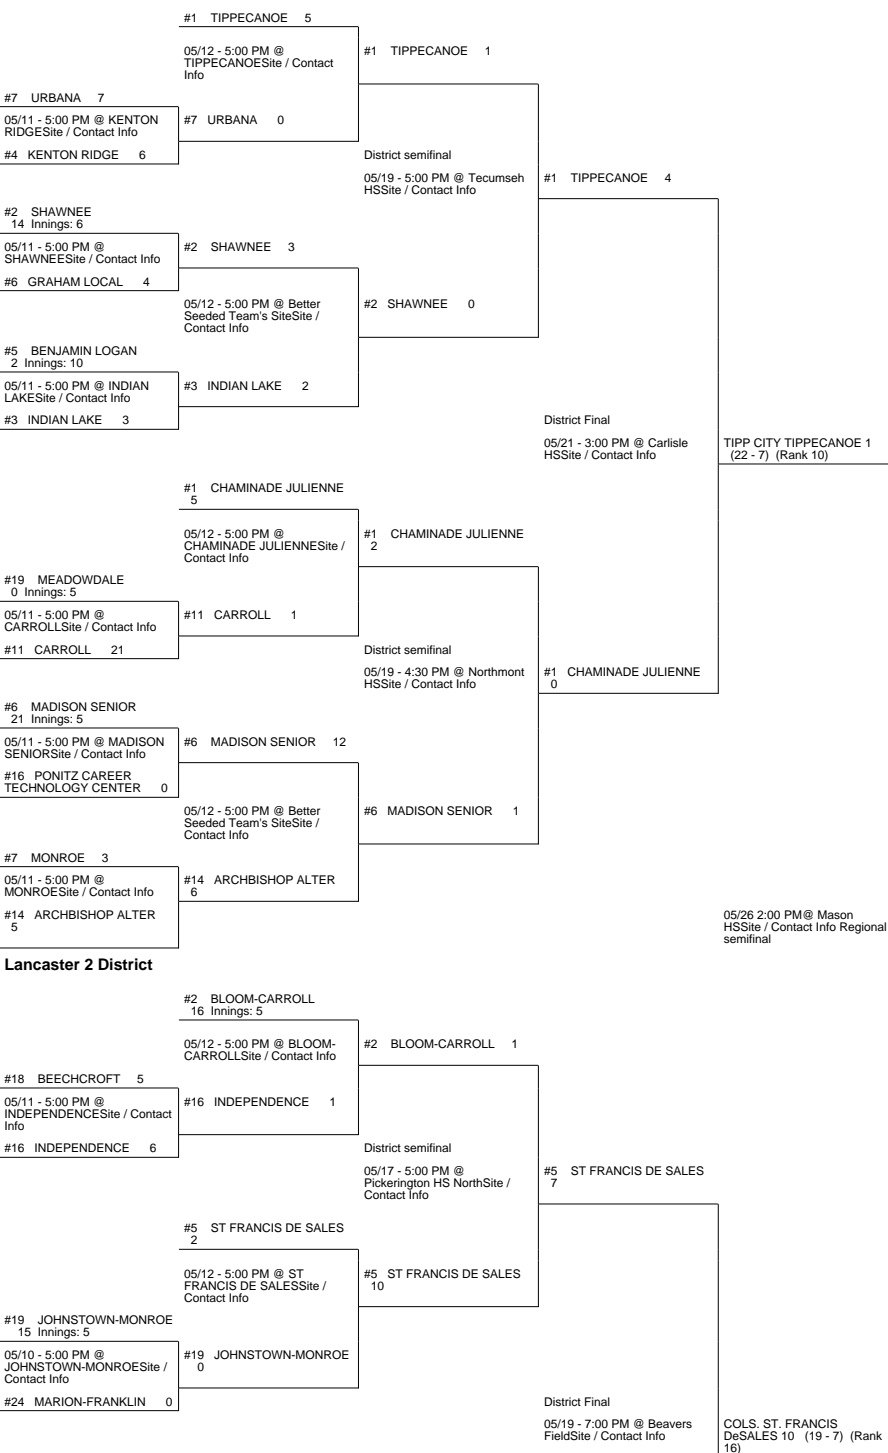 #1 TIPPECANOE 5
05/12 - 5:00 PM @
TIPPECANOESite / Contact
Info
#1 TIPPECANOE 1
#7 URBANA 7
05/11 - 5:00 PM @ KENTON
RIDGESite / Contact Info
#7 URBANA 0
#4 KENTON RIDGE 6
District semifinal
05/19 - 5:00 PM @ Tecumseh
HSSite / Contact Info
#1 TIPPECANOE 4
#2 SHAWNEE
14 Innings: 6
05/11 - 5:00 PM @
SHAWNEESite / Contact Info
#2 SHAWNEE 3
#6 GRAHAM LOCAL 4
05/12 - 5:00 PM @ Better
Seeded Team's SiteSite /
Contact Info
#2 SHAWNEE 0
#5 BENJAMIN LOGAN
2 Innings: 10
05/11 - 5:00 PM @ INDIAN
LAKESite / Contact Info
#3 INDIAN LAKE 2
#3 INDIAN LAKE 3
District Final
05/21 - 3:00 PM @ Carlisle
HSSite / Contact Info
TIPP CITY TIPPECANOE 1
(22 - 7) (Rank 10)
#1 CHAMINADE JULIENNE
5
05/12 - 5:00 PM @
CHAMINADE JULIENNESite /
Contact Info
#1 CHAMINADE JULIENNE
2
#19 MEADOWDALE
0 Innings: 5
05/11 - 5:00 PM @
CARROLLSite / Contact Info
#11 CARROLL 1
#11 CARROLL 21
District semifinal
05/19 - 4:30 PM @ Northmont
HSSite / Contact Info
#1 CHAMINADE JULIENNE
0
#6 MADISON SENIOR
21 Innings: 5
05/11 - 5:00 PM @ MADISON
SENIORSite / Contact Info
#6 MADISON SENIOR 12
#16 PONITZ CAREER
TECHNOLOGY CENTER 0
05/12 - 5:00 PM @ Better
Seeded Team's SiteSite /
Contact Info
#6 MADISON SENIOR 1
#7 MONROE 3
05/11 - 5:00 PM @
MONROESite / Contact Info
#14 ARCHBISHOP ALTER
6
#14 ARCHBISHOP ALTER
5
05/26 2:00 PM@ Mason
HSSite / Contact Info Regional
semifinal
Lancaster 2 District
#2 BLOOM-CARROLL
16 Innings: 5
05/12 - 5:00 PM @ BLOOM-
CARROLLSite / Contact Info
#2 BLOOM-CARROLL 1
#18 BEECHCROFT 5
05/11 - 5:00 PM @
INDEPENDENCESite / Contact
Info
#16 INDEPENDENCE 1
#16 INDEPENDENCE 6
District semifinal
05/17 - 5:00 PM @
Pickerington HS NorthSite /
Contact Info
#5 ST FRANCIS DE SALES
7
#5 ST FRANCIS DE SALES
2
05/12 - 5:00 PM @ ST
FRANCIS DE SALESSite /
Contact Info
#5 ST FRANCIS DE SALES
10
#19 JOHNSTOWN-MONROE
15 Innings: 5
05/10 - 5:00 PM @
JOHNSTOWN-MONROESite /
Contact Info
#19 JOHNSTOWN-MONROE
0
#24 MARION-FRANKLIN 0
District Final
05/19 - 7:00 PM @ Beavers
FieldSite / Contact Info
COLS. ST. FRANCIS
DeSALES 10 (19 - 7) (Rank
16)